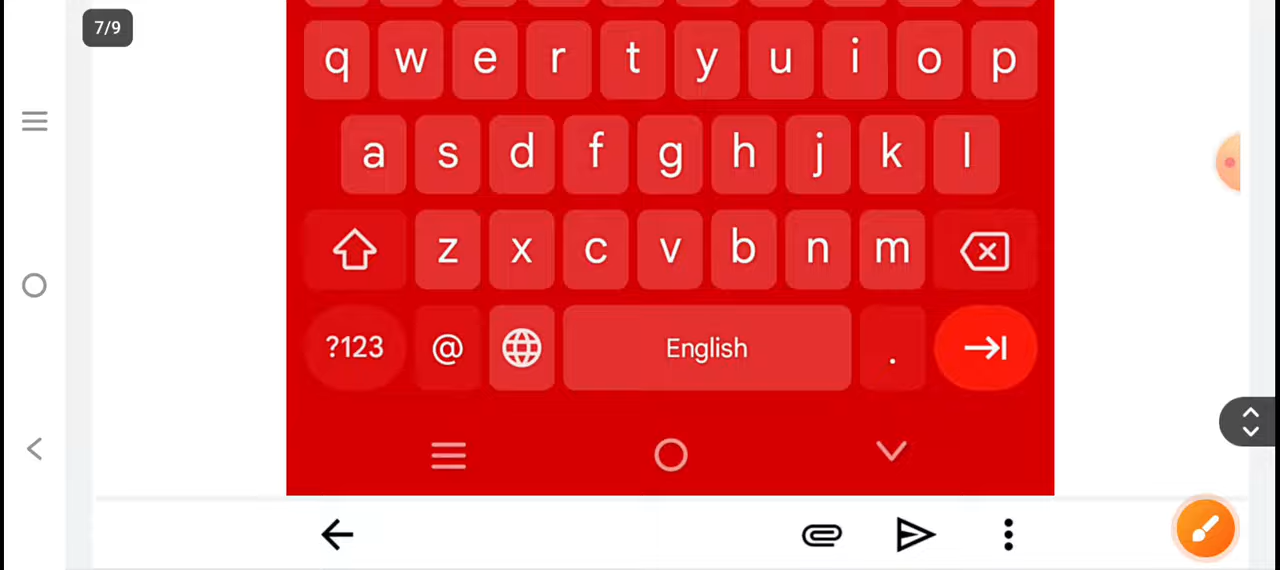 7/9
q w e r t y u i o p
a s d f g h j k l
z x c v b n m
?123 @ English .